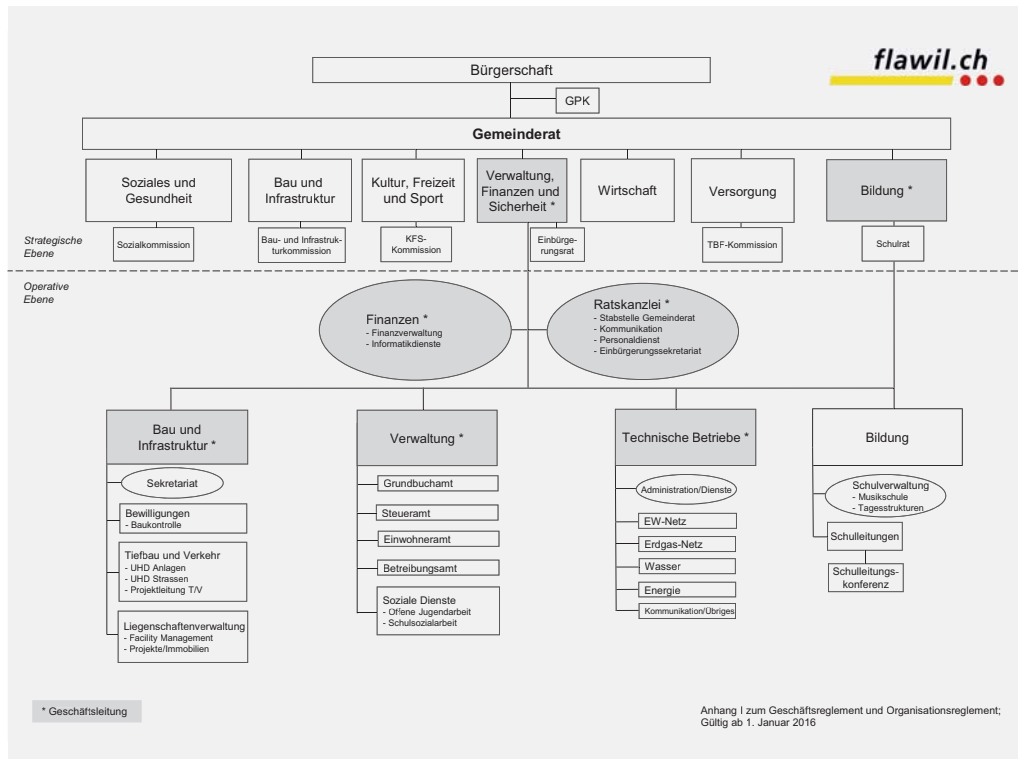 flawil.ch
Bürgerschaft
GPK
Gemeinderat
Soziales und
Gesundheit
Bau und
Infrastruktur
Kultur, Freizeit
und Sport
Verwaltung,
Finanzen und
Sicherheit *
Wirtschaft
Versorgung
Bildung *
Strategische
Ebene
Sozialkommission
Bau- und Infrastruk-
turkommission
KFS-
Kommission
Einbürge-
rungsrat
TBF-Kommission
Schulrat
Operative
Ebene
Finanzen *
- Finanzverwaltung
- Informatikdienste
Ratskanzlei *
- Stabstelle Gemeinderat
- Kommunikation
- Personaldienst
- Einbürgerungssekretariat
Bau und
Infrastruktur *
Sekretariat
Bewilligungen
- Baukontrolle
Tiefbau und Verkehr
- UHD Anlagen
- UHD Strassen
- Projektleitung T/V
Liegenschaftenverwaltung
- Facility Management
- Projekte/Immobilien
Verwaltung *
Grundbuchamt
Steueramt
Einwohneramt
Betreibungsamt
Soziale Dienste
- Offene Jugendarbeit
- Schulsozialarbeit
Technische Betriebe *
Administration/Dienste
EW-Netz
Erdgas-Netz
Wasser
Energie
Kommunikation/Übriges
Bildung
Schulverwaltung
- Musikschule
- Tagesstrukturen
Schulleitungen
Schulleitungs-
konferenz
* Geschäftsleitung
Anhang I zum Geschäftsreglement und Organisationsreglement;
Gültig ab 1. Januar 2016